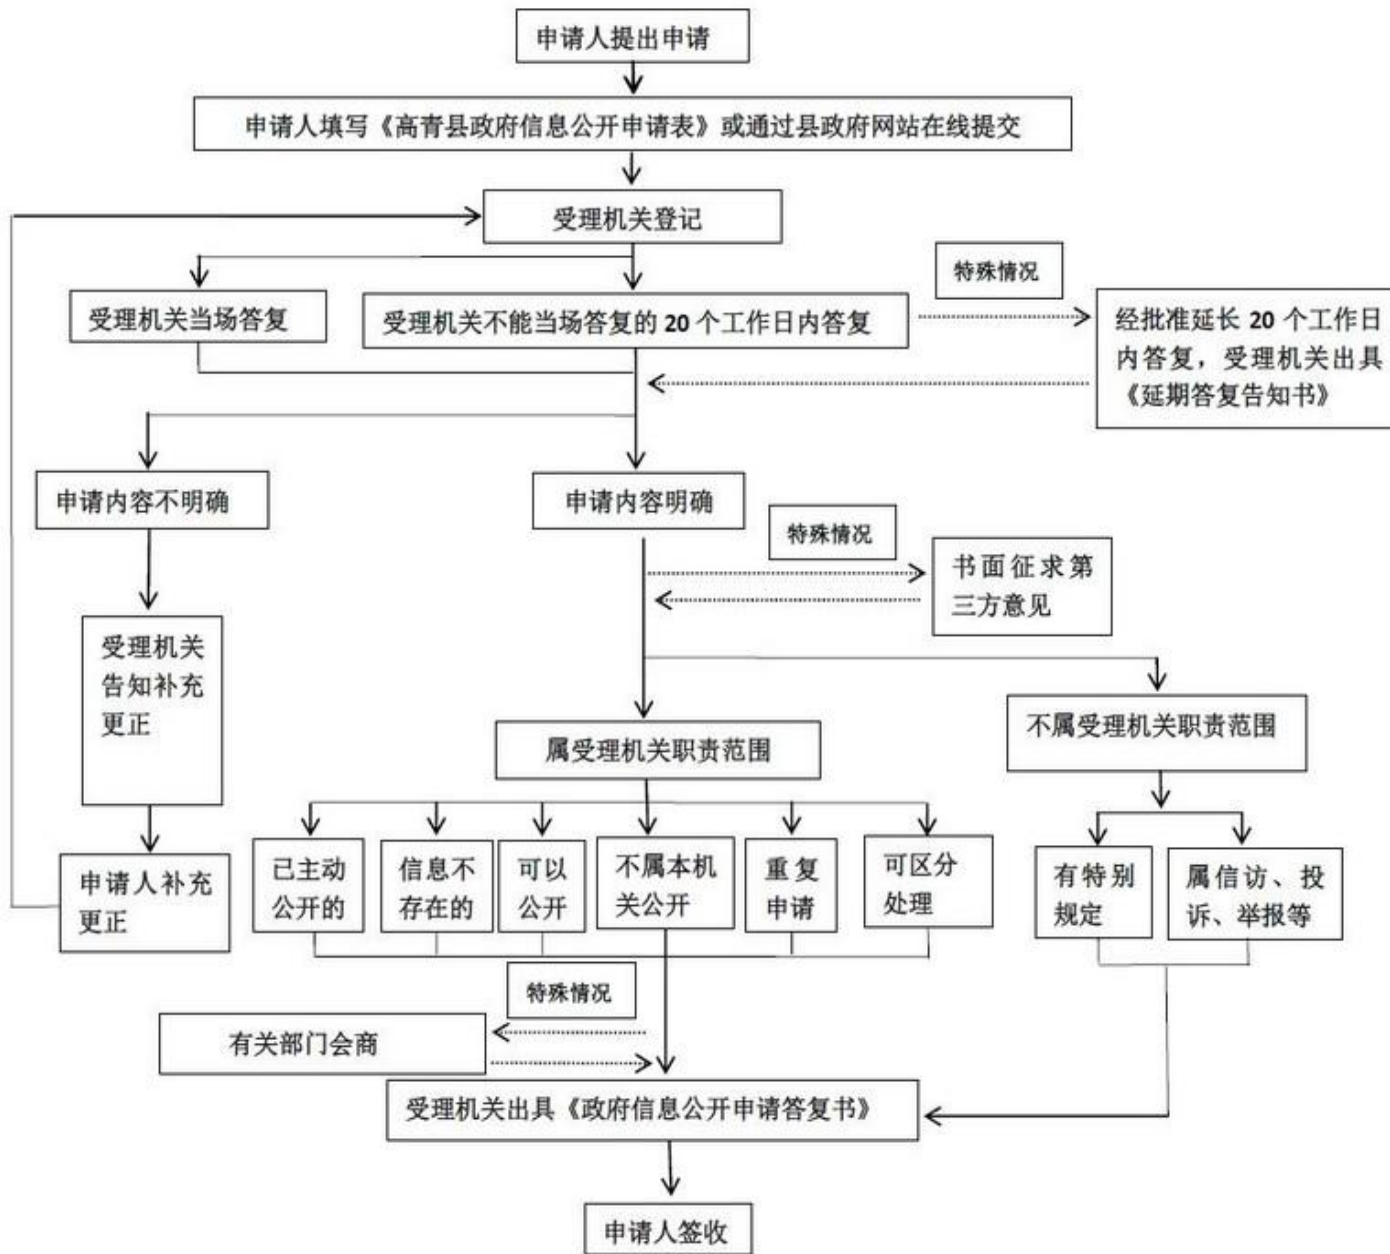 申请人提出申请
申请人填写《高青县政府信息公开申请表》或通过县政府网站在线提交
受理机关登记
特殊情况
受理机关当场答复
受理机关不能当场答复的 20 个工作日内答复
经批准延长 20 个工作日
内答复，受理机关出具
《延期答复告知书》
申请内容不明确
申请内容明确
特殊情况
书面征求第
三方意见
受理机关
告知补充
更正
属受理机关职责范围
不属受理机关职责范围
申请人补充
更正
已主动
公开的
信息不
存在的
可以
公开
不属本机
关公开
重复
申请
可区分
处理
有特别
规定
属信访、投
诉、举报等
特殊情况
有关部门会商
受理机关出具《政府信息公开申请答复书》
申请人签收